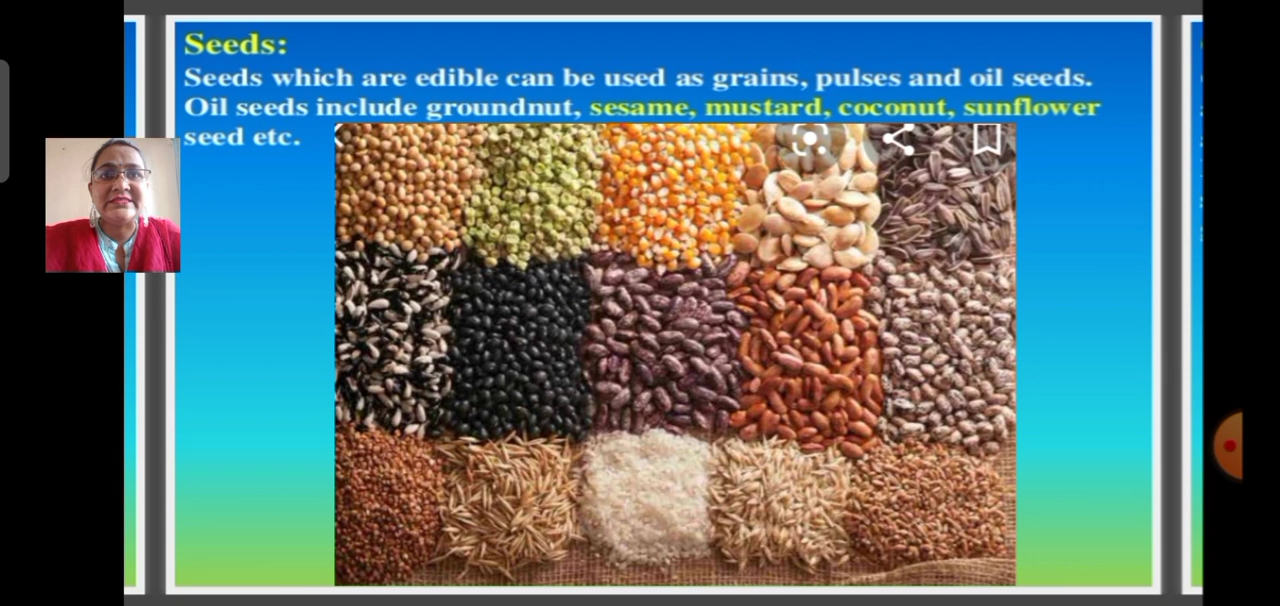 Seeds:
Seeds which are edible can be used as grains, pulses and oil seeds.
Oil seeds include groundnut, sesame, mustard, coconut, sunflower
seed etc.